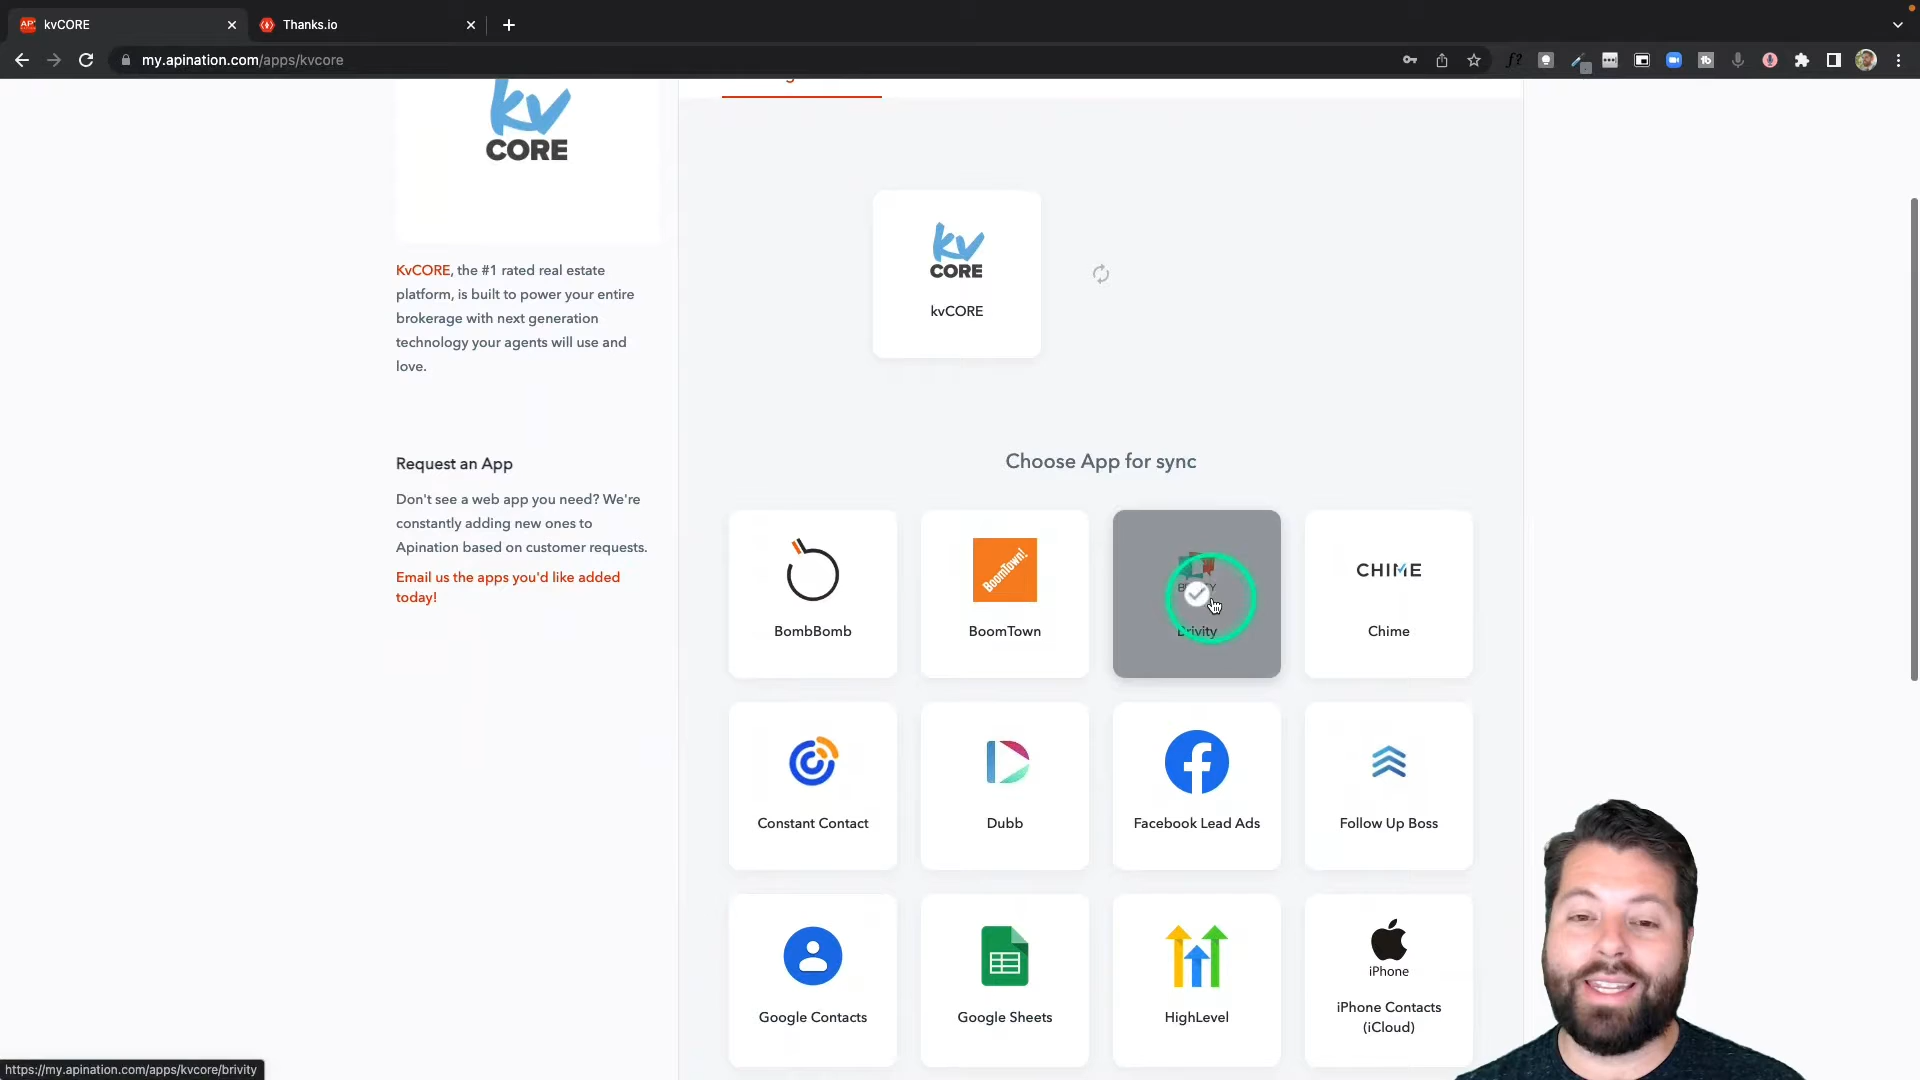 kvCORE
Thanks.io
my.apination.com/apps/kvcore
kv
CORE
kv
CORE
kvCORE
KvCORE, the #1 rated real estate
platform, is built to power your entire
brokerage with next generation
technology your agents will use and
love.
Request an App
Don't see a web app you need? We're
constantly adding new ones to
Apination based on customer requests.
Email us the apps you'd like added
today!
Choose App for sync
BombBomb
BoomTown!
BoomTown
Brivity
CHIME
Chime
Constant Contact
Dubb
Facebook Lead Ads
Follow Up Boss
Google Contacts
Google Sheets
HighLevel
iPhone
iPhone Contacts
(iCloud)
https://my.apination.com/apps/kvcore/brivity